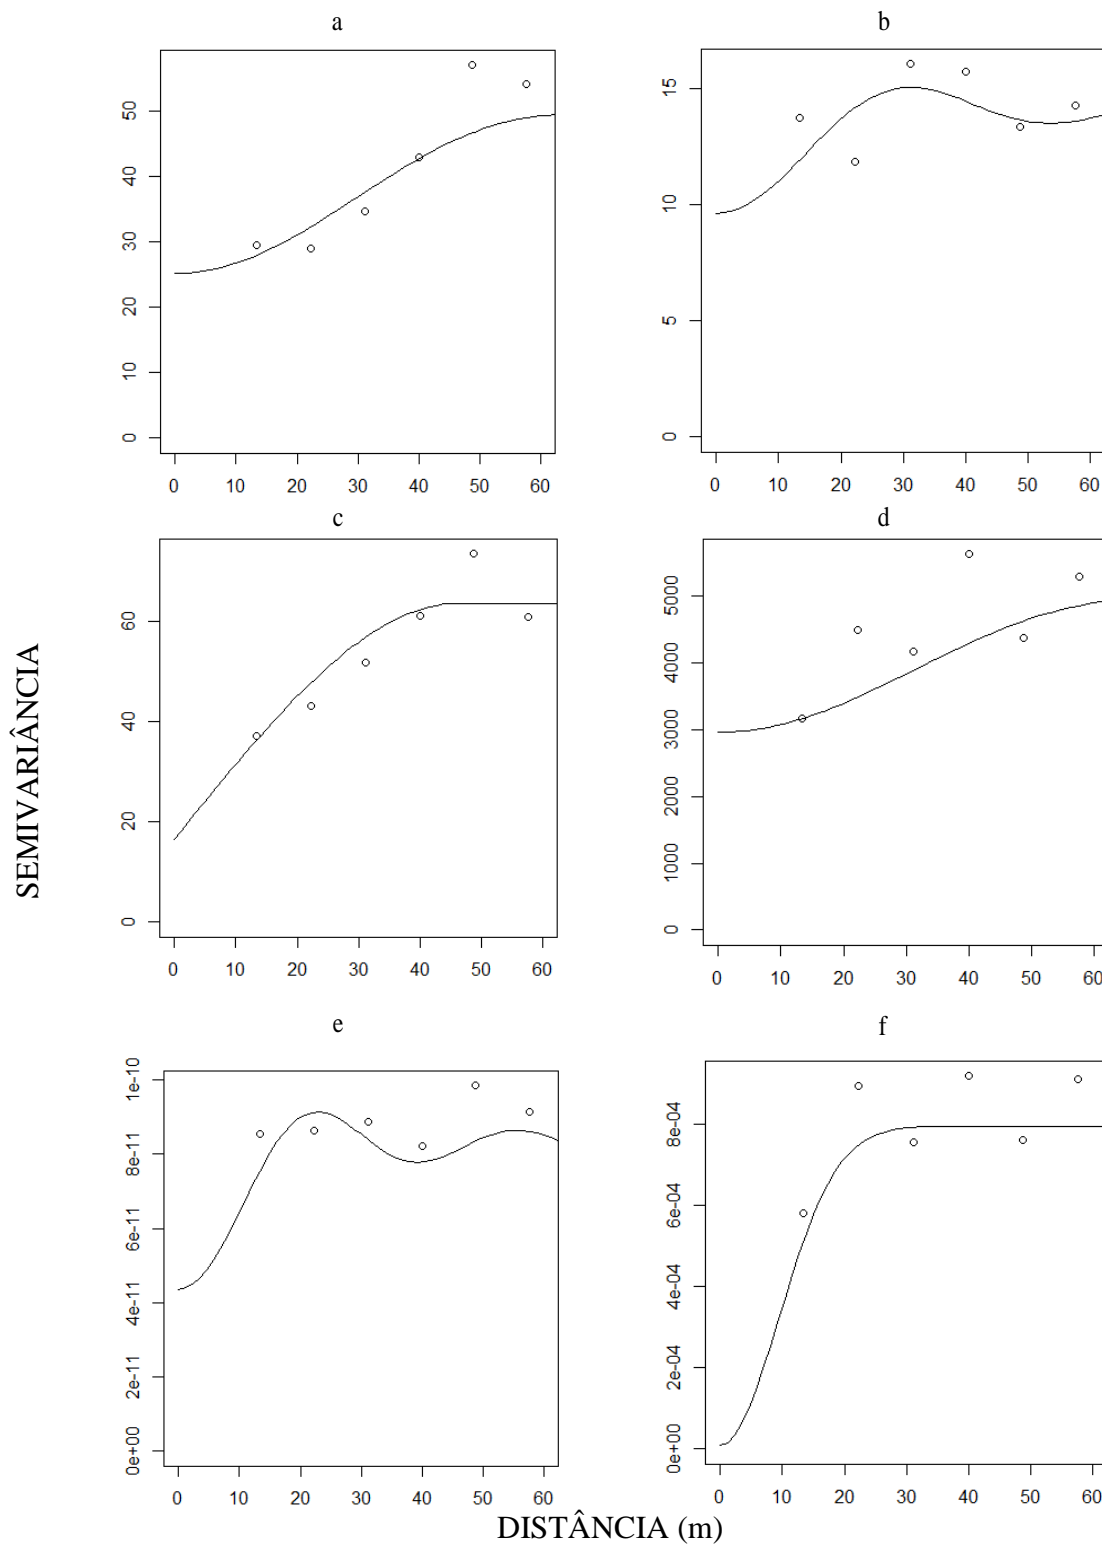 a
50
40
30
20
10
0
0 10 20 30 40 50 60
b
15
10
5
0
0 10 20 30 40 50 60
c
60
40
20
0
0 10 20 30 40 50 60
d
5000
4000
3000
2000
1000
0
0 10 20 30 40 50 60
e
1e-10
8e-11
6e-11
4e-11
2e-11
0e+00
0 10 20 30 40 50 60
f
8e-04
6e-04
4e-04
2e-04
0e+00
0 10 20 30 40 50 60
SEMIVARIÂNCIA
DISTÂNCIA (m)